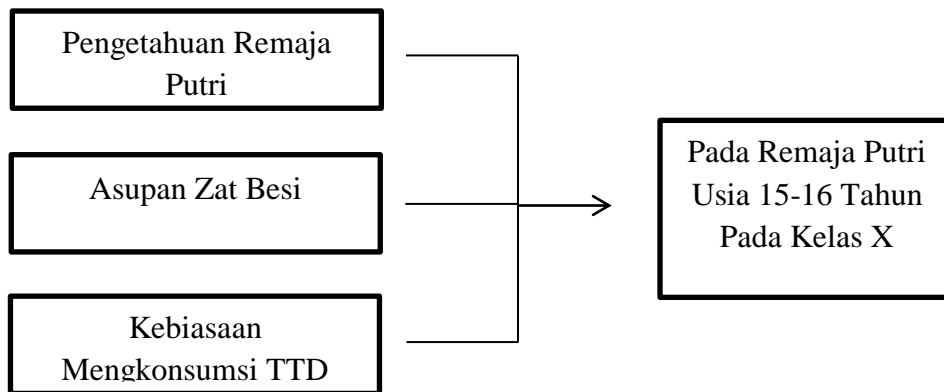 Pengetahuan Remaja
Putri
Asupan Zat Besi
Kebiasaan
Mengkonsumsi TTD
Pada Remaja Putri
Usia 15-16 Tahun
Pada Kelas X